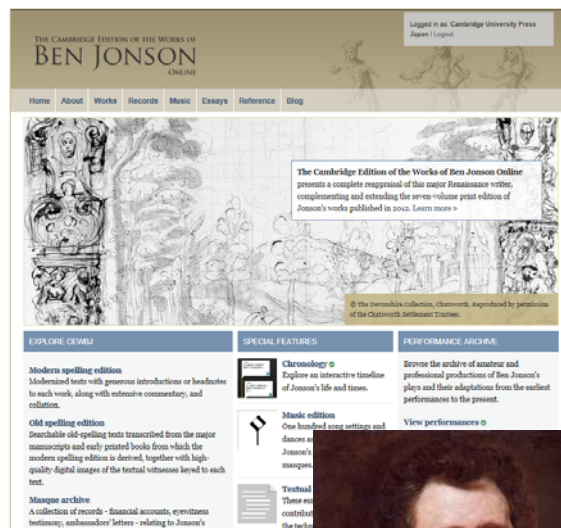 Logged in as: Cambridge University Press
Japan | Logout
THE CAMBRIDGE EDITION OF THE WORKS OF
BEN JONSON
ONLINE
Home About Works Records Music Essays Reference Blog
The Cambridge Edition of the Works of Ben Jonson Online
presents a complete reappraisal of this major Renaissance writer,
complementing and extending the seven-volume print edition of
Jonson's works published in 2012. Learn more »
© The Devonshire Collection, Chatsworth. Reproduced by permission
of the Chatsworth Settlement Trustees.
EXPLORE CEWBJ
Modern spelling edition
Modernized texts with generous introductions or headnotes
to each work, along with extensive commentary, and
collation.
Old spelling edition
Searchable old-spelling texts transcribed from the major
manuscripts and early printed books from which the
modern spelling edition is derived, together with high-
quality digital images of the textual witnesses keyed to each
text.
Masque archive
A collection of records - financial accounts, eyewitness
testimony, ambassadors' letters - relating to Jonson's
SPECIAL FEATURES
Chronology
Explore an interactive timeline
of Jonson's life and times.
Music edition
One hundred song settings and
dances
Jonson's
masques.
Textual
These
the
PERFORMANCE ARCHIVE
Browse the archive of amateur and
professional productions of Ben Jonson's
plays and their adaptations from the earliest
performances to the present.
View performances